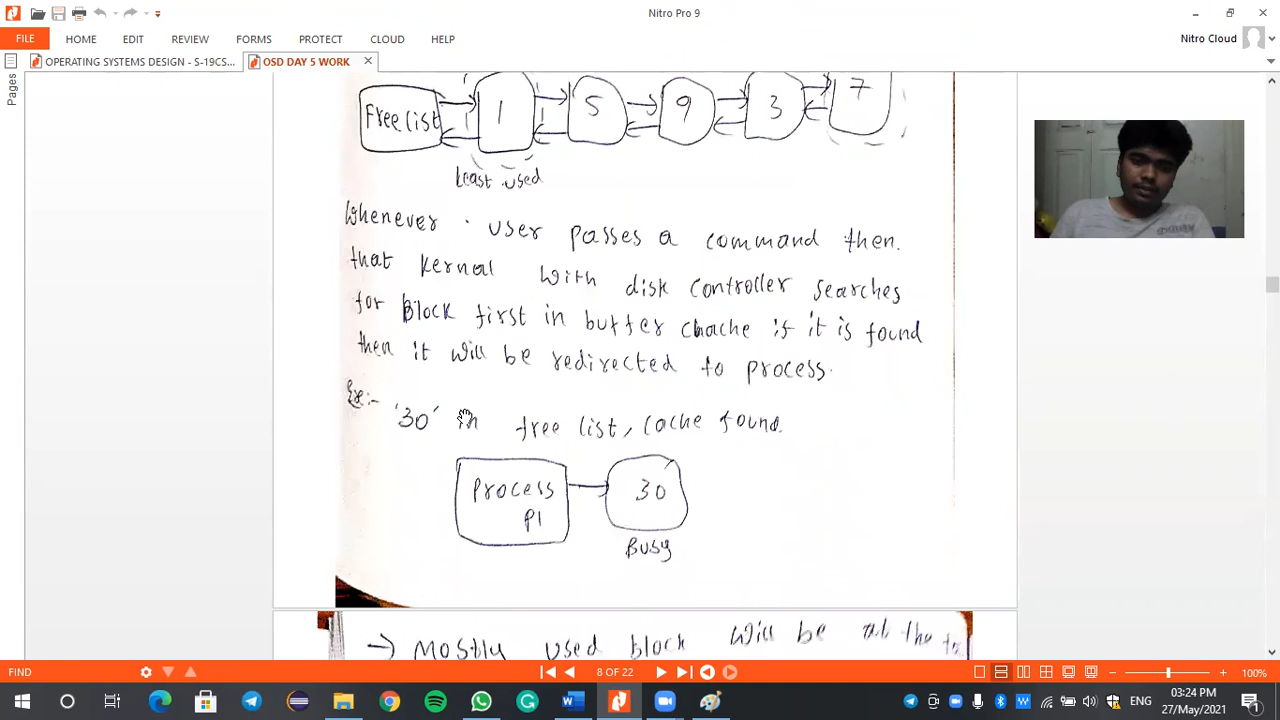 Nitro Pro 9
FILE HOME EDIT REVIEW FORMS PROTECT CLOUD HELP
Nitro Cloud
OPERATING SYSTEMS DESIGN - S-19CS...
OSD DAY 5 WORK
Pages
Free list 1 5 9 3 7
Least used
Whenever user passes a command then.
that kernal with disk controller searches
for Block first in buffer chache if it is found
then it will be redirected to process.
Ex:-
'30' in free list, cache found.
Process 30
P1
Busy
→ mostly used block will be at the
FIND
8 OF 22
100%
ENG
03:24 PM
27/May/2021
1